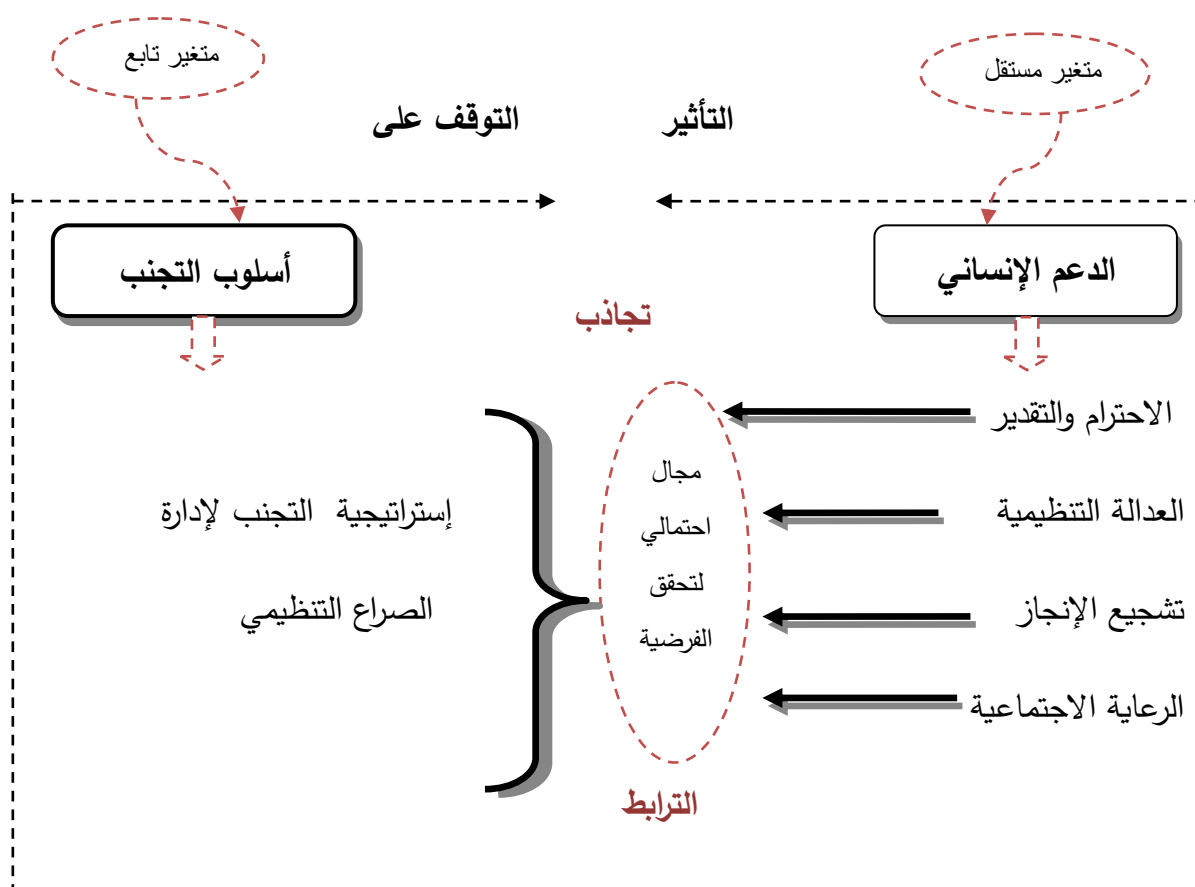 متغير مستقل
متغير تابع
التأثير
التوقف على
الدعم الإنساني
أسلوب التجنب
تجاذب
الاحترام والتقدير
العدالة التنظيمية
تشجيع الإنجاز
الرعاية الاجتماعية
مجال
احتمالي
لتحقق
الفرضية
إستراتيجية التجنب لإدارة
الصراع التنظيمي
الترابط